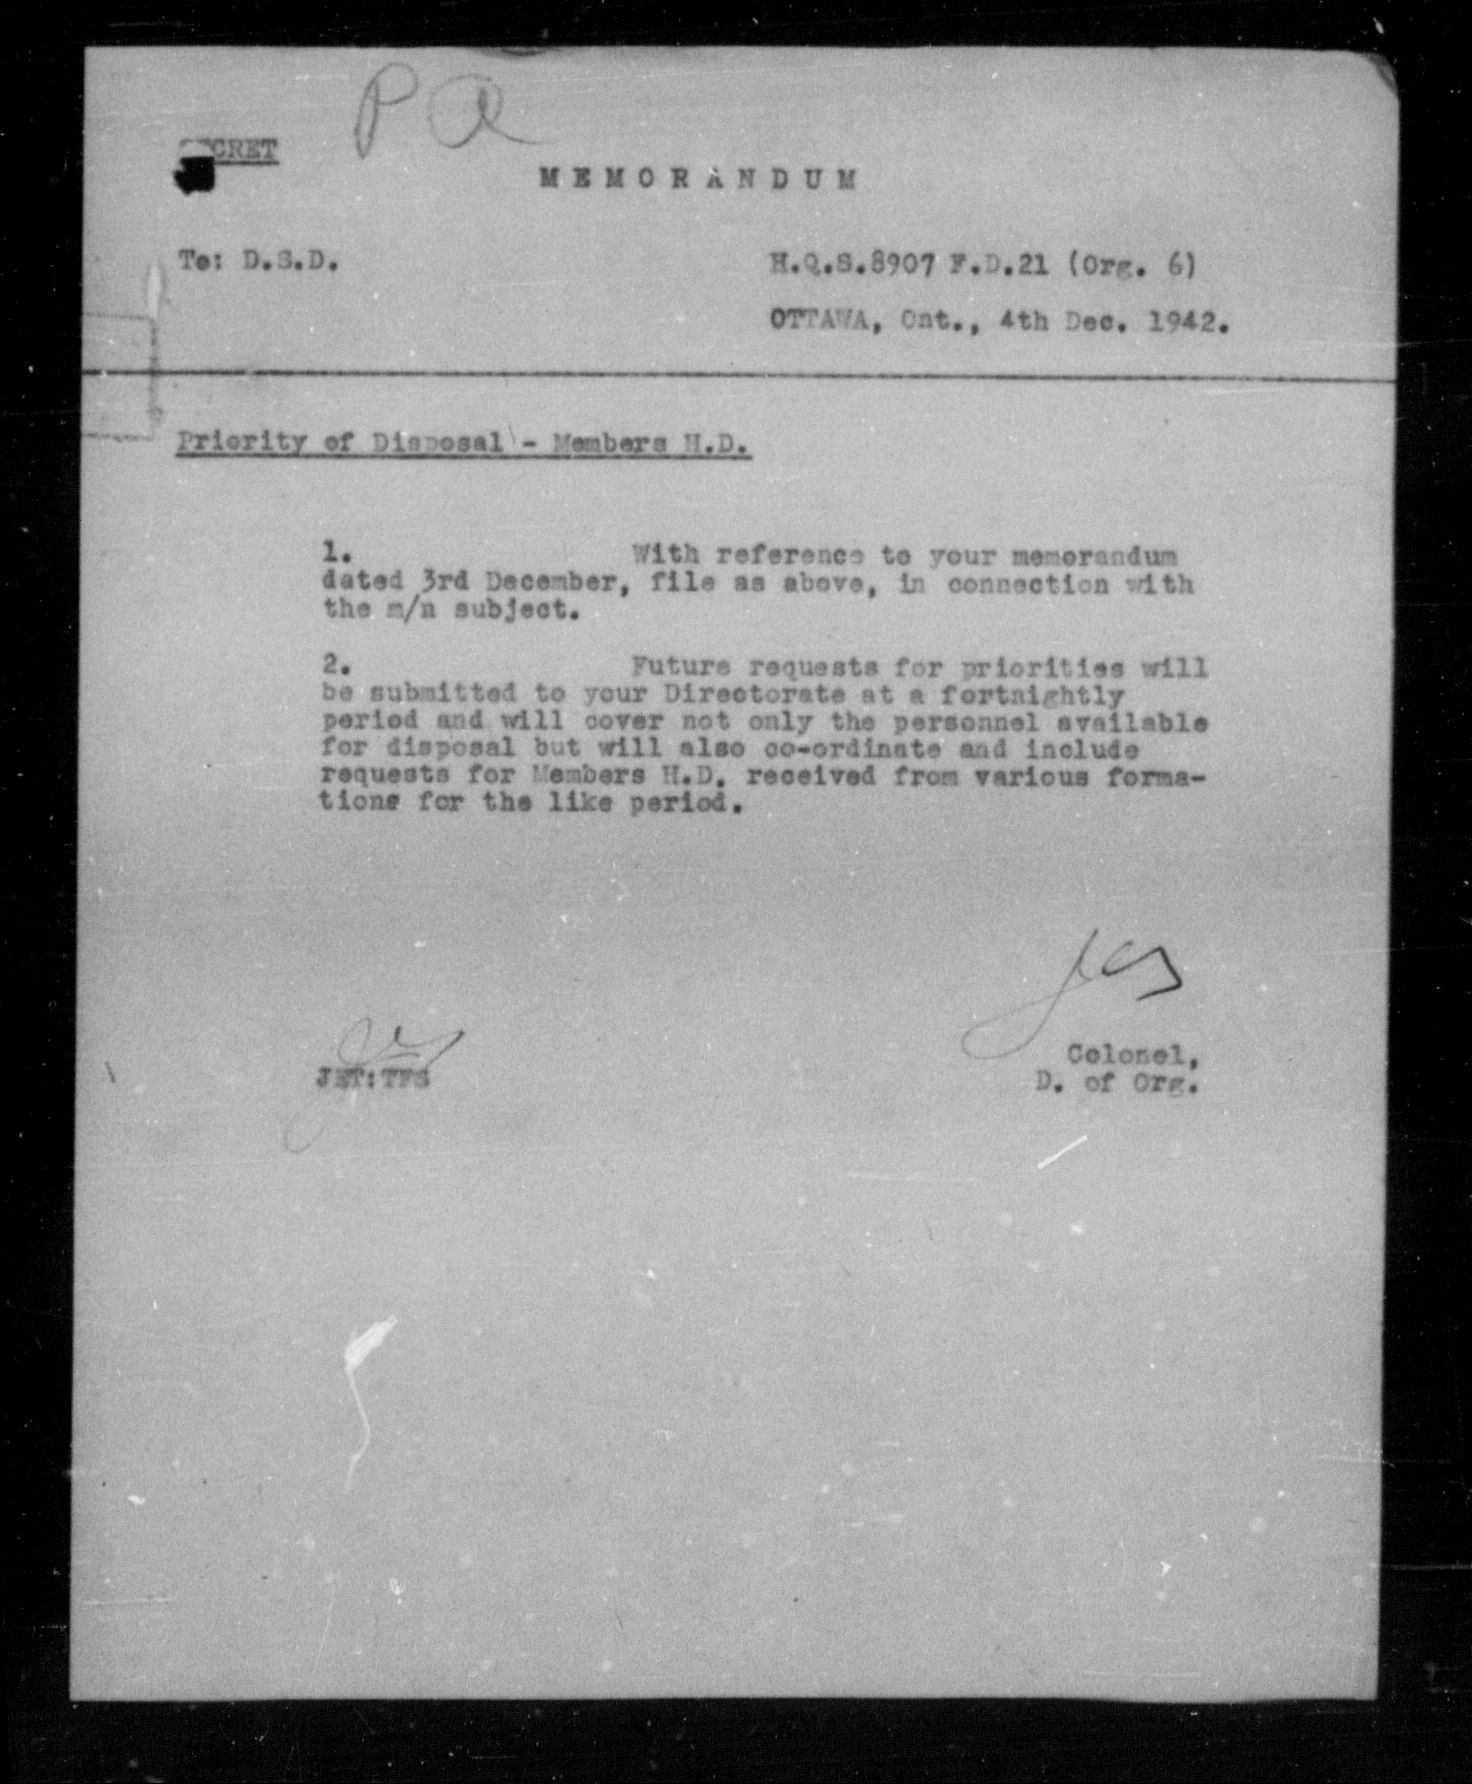 P A
SECRET
MEMORANDUM
To: D.S.D.
H.Q.S.8907 F.D.21 (Org. 6)
OTTAWA, Ont., 4th Dec. 1942.
Priority of Disposal - Members H.D.
1. With reference to your memorandum
dated 3rd December, file as above, in connection with
the m/n subject.
2. Future requests for priorities will
be submitted to your Directorate at a fortnightly
period and will cover not only the personnel available
for disposal but will also co-ordinate and include
requests for Members H.D. received from various forma-
tions for the like period.
JET:TFS
Colonel,
D. of Org.